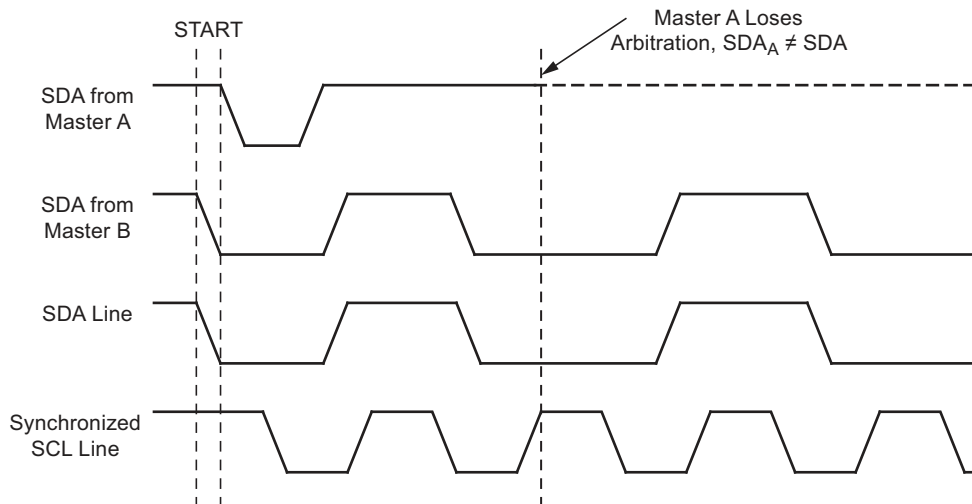 START
Master A Loses
Arbitration, SDA_A ≠ SDA
SDA from
Master A
SDA from
Master B
SDA Line
Synchronized
SCL Line